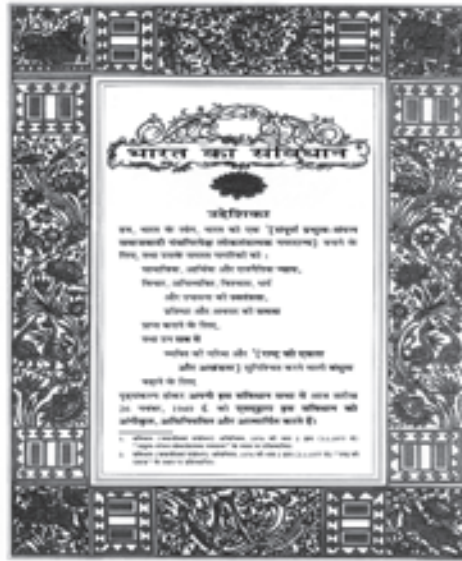 भारत का संविधान
उद्देशिका
हम, भारत के लोग, भारत को एक ¹[संपूर्ण प्रभुत्व-संपन्न
समाजवादी पंथनिरपेक्ष लोकतंत्रात्मक गणराज्य] बनाने के
लिए, तथा उसके समस्त नागरिकों को :
सामाजिक, आर्थिक और राजनैतिक न्याय,
विचार, अभिव्यक्ति, विश्वास, धर्म
और उपासना की स्वतंत्रता,
प्रतिष्ठा और अवसर की समता
प्राप्त कराने के लिए,
तथा उन सब में
व्यक्ति की गरिमा और ²[राष्ट्र की एकता
और अखंडता] सुनिश्चित करने वाली बंधुता
बढ़ाने के लिए
दृढ़संकल्प होकर अपनी इस संविधान सभा में आज तारीख
26 नवंबर, 1949 ई. को एतद्द्वारा इस संविधान को
अंगीकृत, अधिनियमित और आत्मार्पित करते हैं।